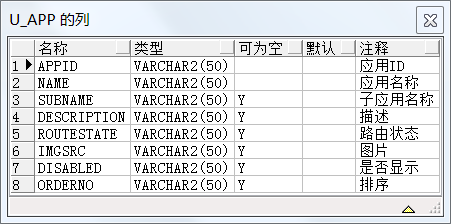 U_APP 的列
名称 类型 可为空 默认 注释
1 APPID VARCHAR2(50) 应用ID
2 NAME VARCHAR2(50) 应用名称
3 SUBNAME VARCHAR2(50) Y 子应用名称
4 DESCRIPTION VARCHAR2(50) Y 描述
5 ROUTESTATE VARCHAR2(50) Y 路由状态
6 IMGSRC VARCHAR2(50) Y 图片
7 DISABLED VARCHAR2(50) Y 是否显示
8 ORDERNO VARCHAR2(50) Y 排序